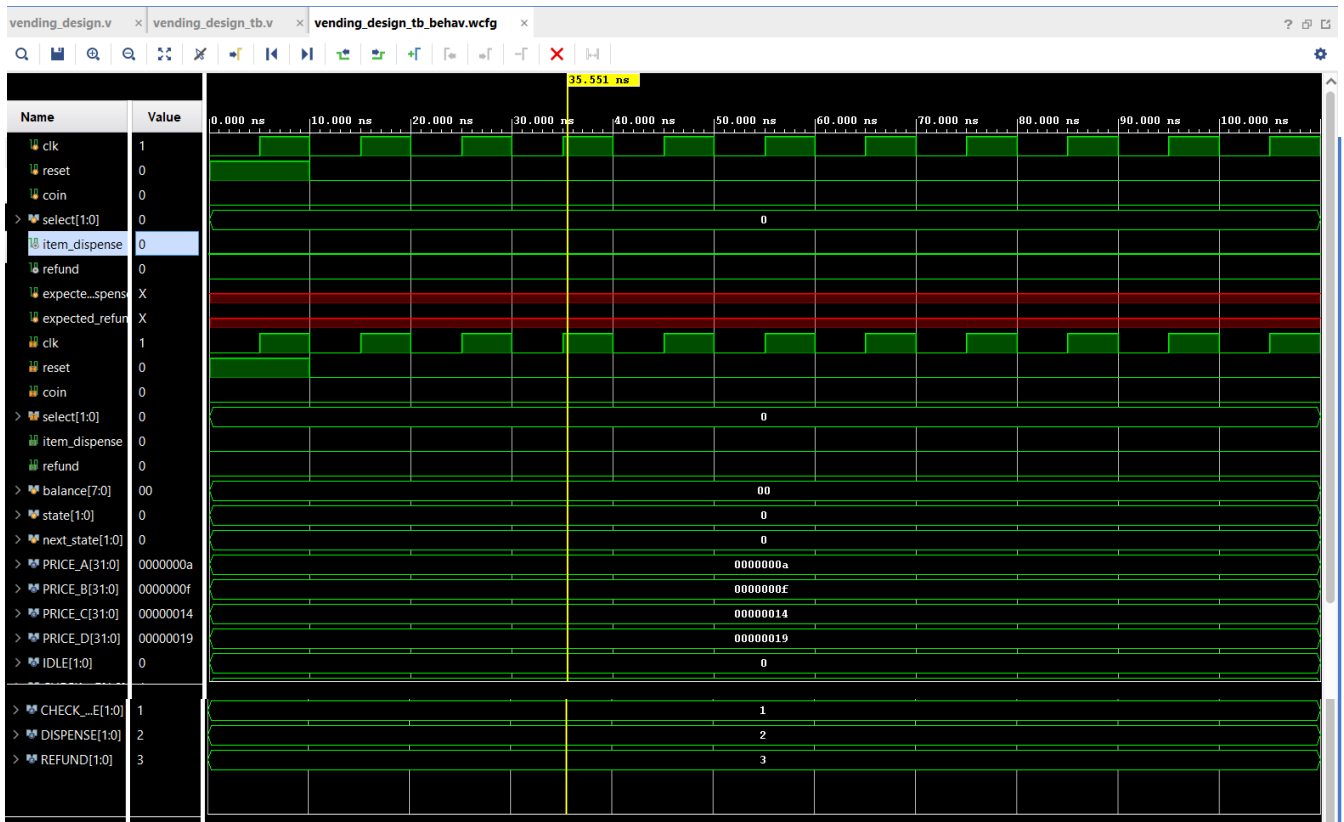 vending_design.v × vending_design_tb.v × vending_design_tb_behav.wcfg × ?
35.551 ns
Name Value 0.000 ns 10.000 ns 20.000 ns 30.000 ns 40.000 ns 50.000 ns 60.000 ns 70.000 ns 80.000 ns 90.000 ns 100.000 ns
clk 1
reset 0
coin 0
select[1:0] 0 0
item_dispense 0
refund 0
expecte...spens X
expected_refun X
clk 1
reset 0
coin 0
select[1:0] 0 0
item_dispense 0
refund 0
balance[7:0] 00 00
state[1:0] 0 0
next_state[1:0] 0 0
PRICE_A[31:0] 0000000a 0000000a
PRICE_B[31:0] 0000000f 0000000f
PRICE_C[31:0] 00000014 00000014
PRICE_D[31:0] 00000019 00000019
IDLE[1:0] 0 0
CHECK_...E[1:0] 1 1
DISPENSE[1:0] 2 2
REFUND[1:0] 3 3